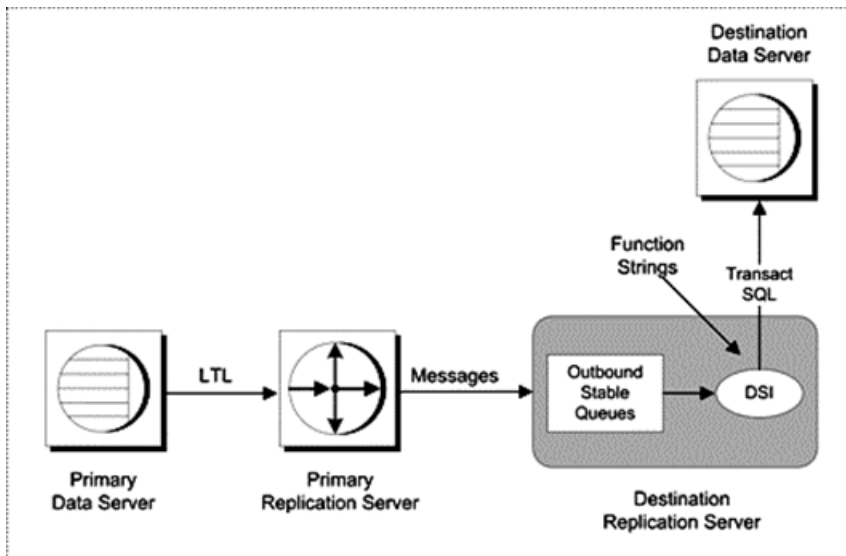 Destination
Data Server
Function
Strings
Transact
SQL
LTL
Messages
Outbound
Stable
Queues
DSI
Primary
Data Server
Primary
Replication Server
Destination
Replication Server